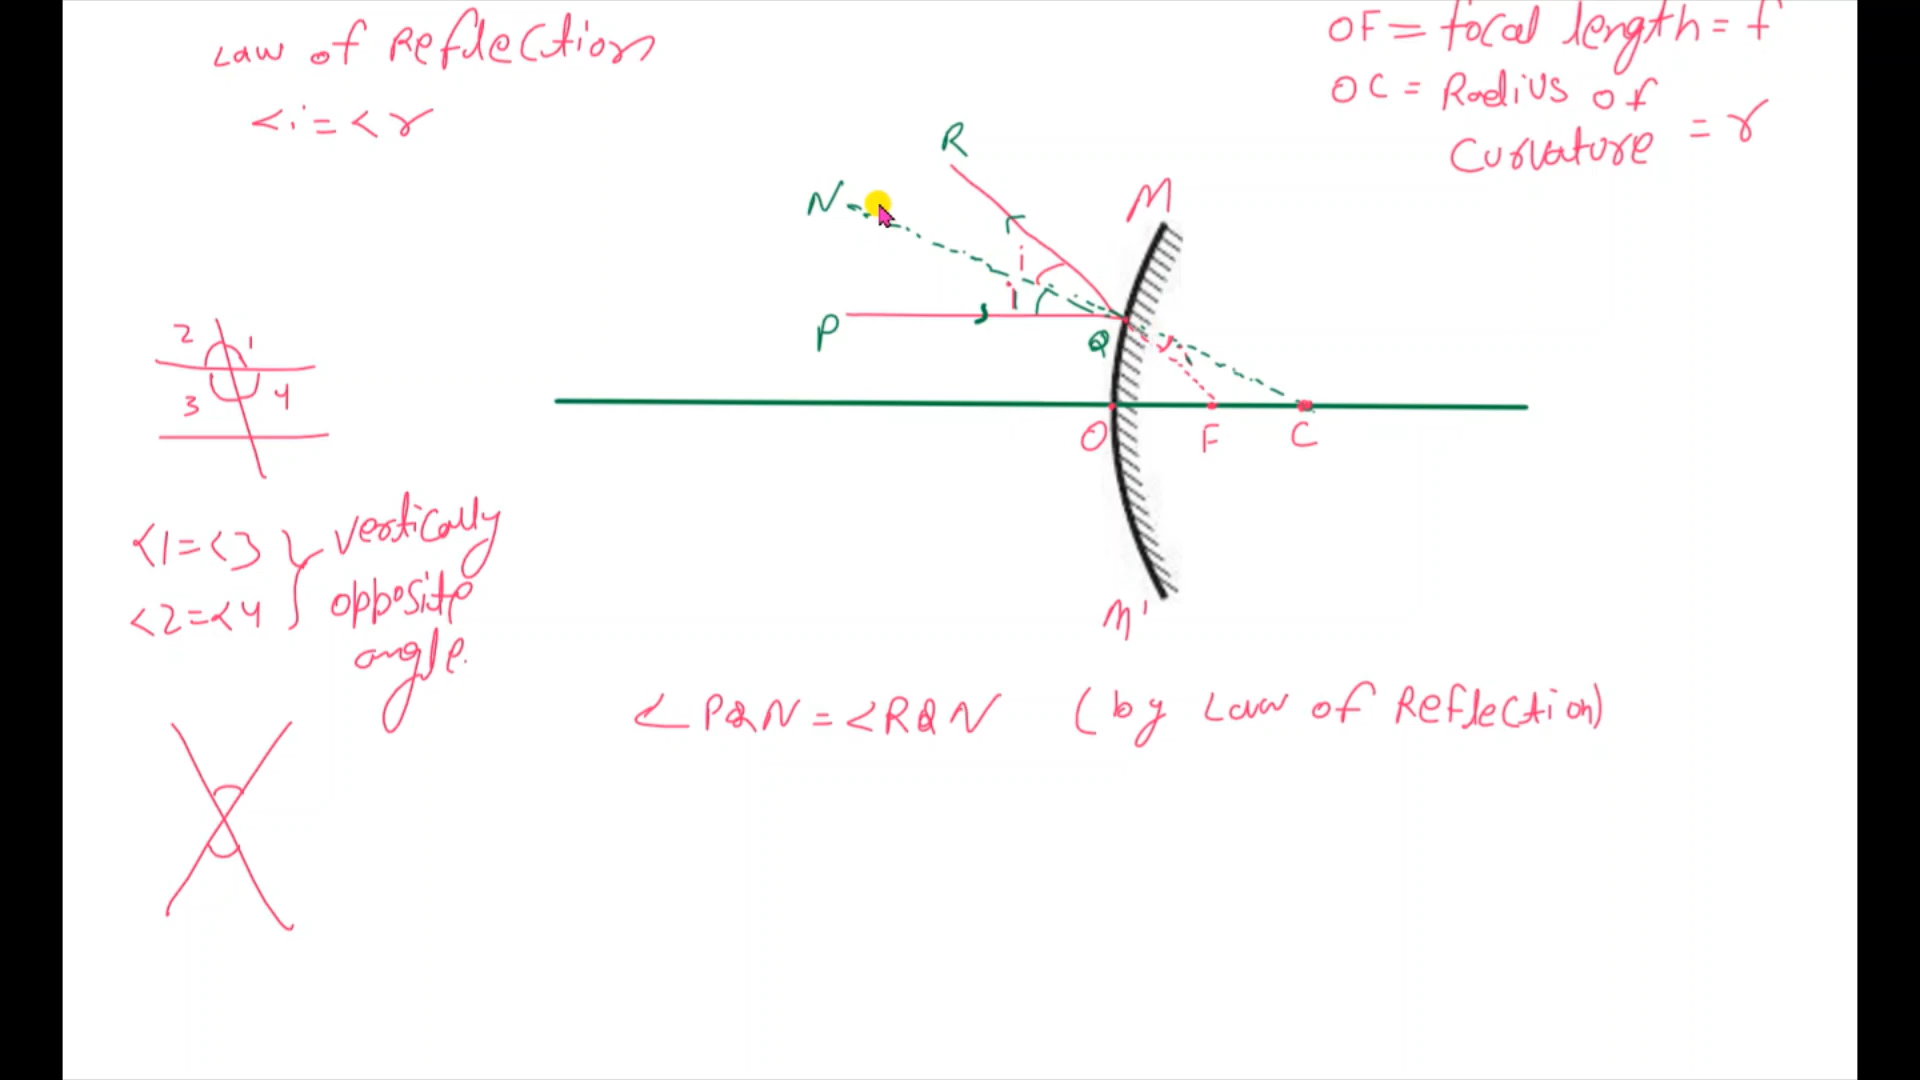 Law of Reflection
<i = <r
OF = focal length = f
OC = Radius of
Curvature = r
R
N
M
i
i
P
Q
O
F
C
M'
2
1
3
4
<1=<3
<2=<4
vertically
opposite
angle.
<PQN = <RQN (by Law of Reflection)